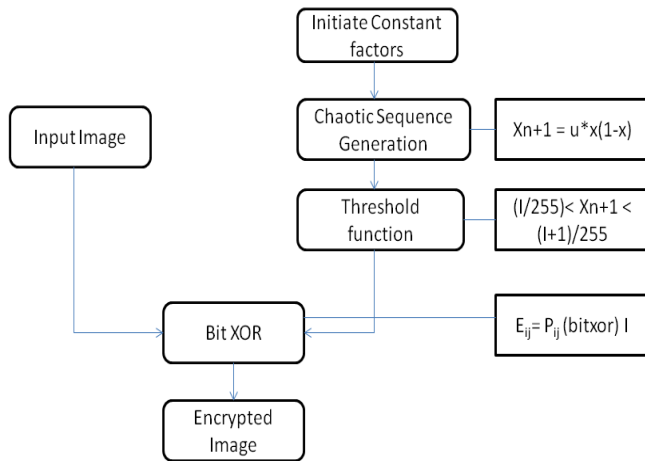 Initiate Constant
factors
Input Image
Chaotic Sequence
Generation
Xn+1 = u*x(1-x)
Threshold
function
(I/255)< Xn+1 <
(I+1)/255
Bit XOR
Eij= Pij (bitxor) I
Encrypted
Image